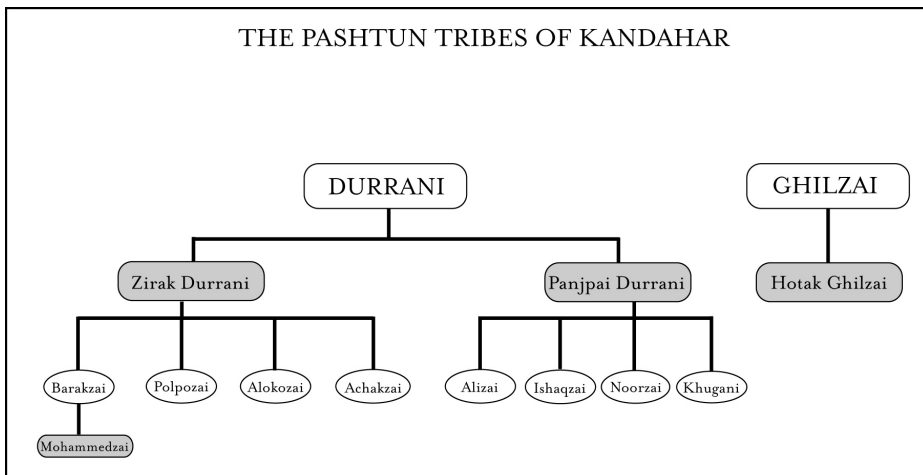 THE PASHTUN TRIBES OF KANDAHAR
DURRANI
GHILZAI
Zirak Durrani
Panjpai Durrani
Hotak Ghilzai
Barakzai
Polpozai
Alokozai
Achakzai
Alizai
Ishaqzai
Noorzai
Khugani
Mohammedzai